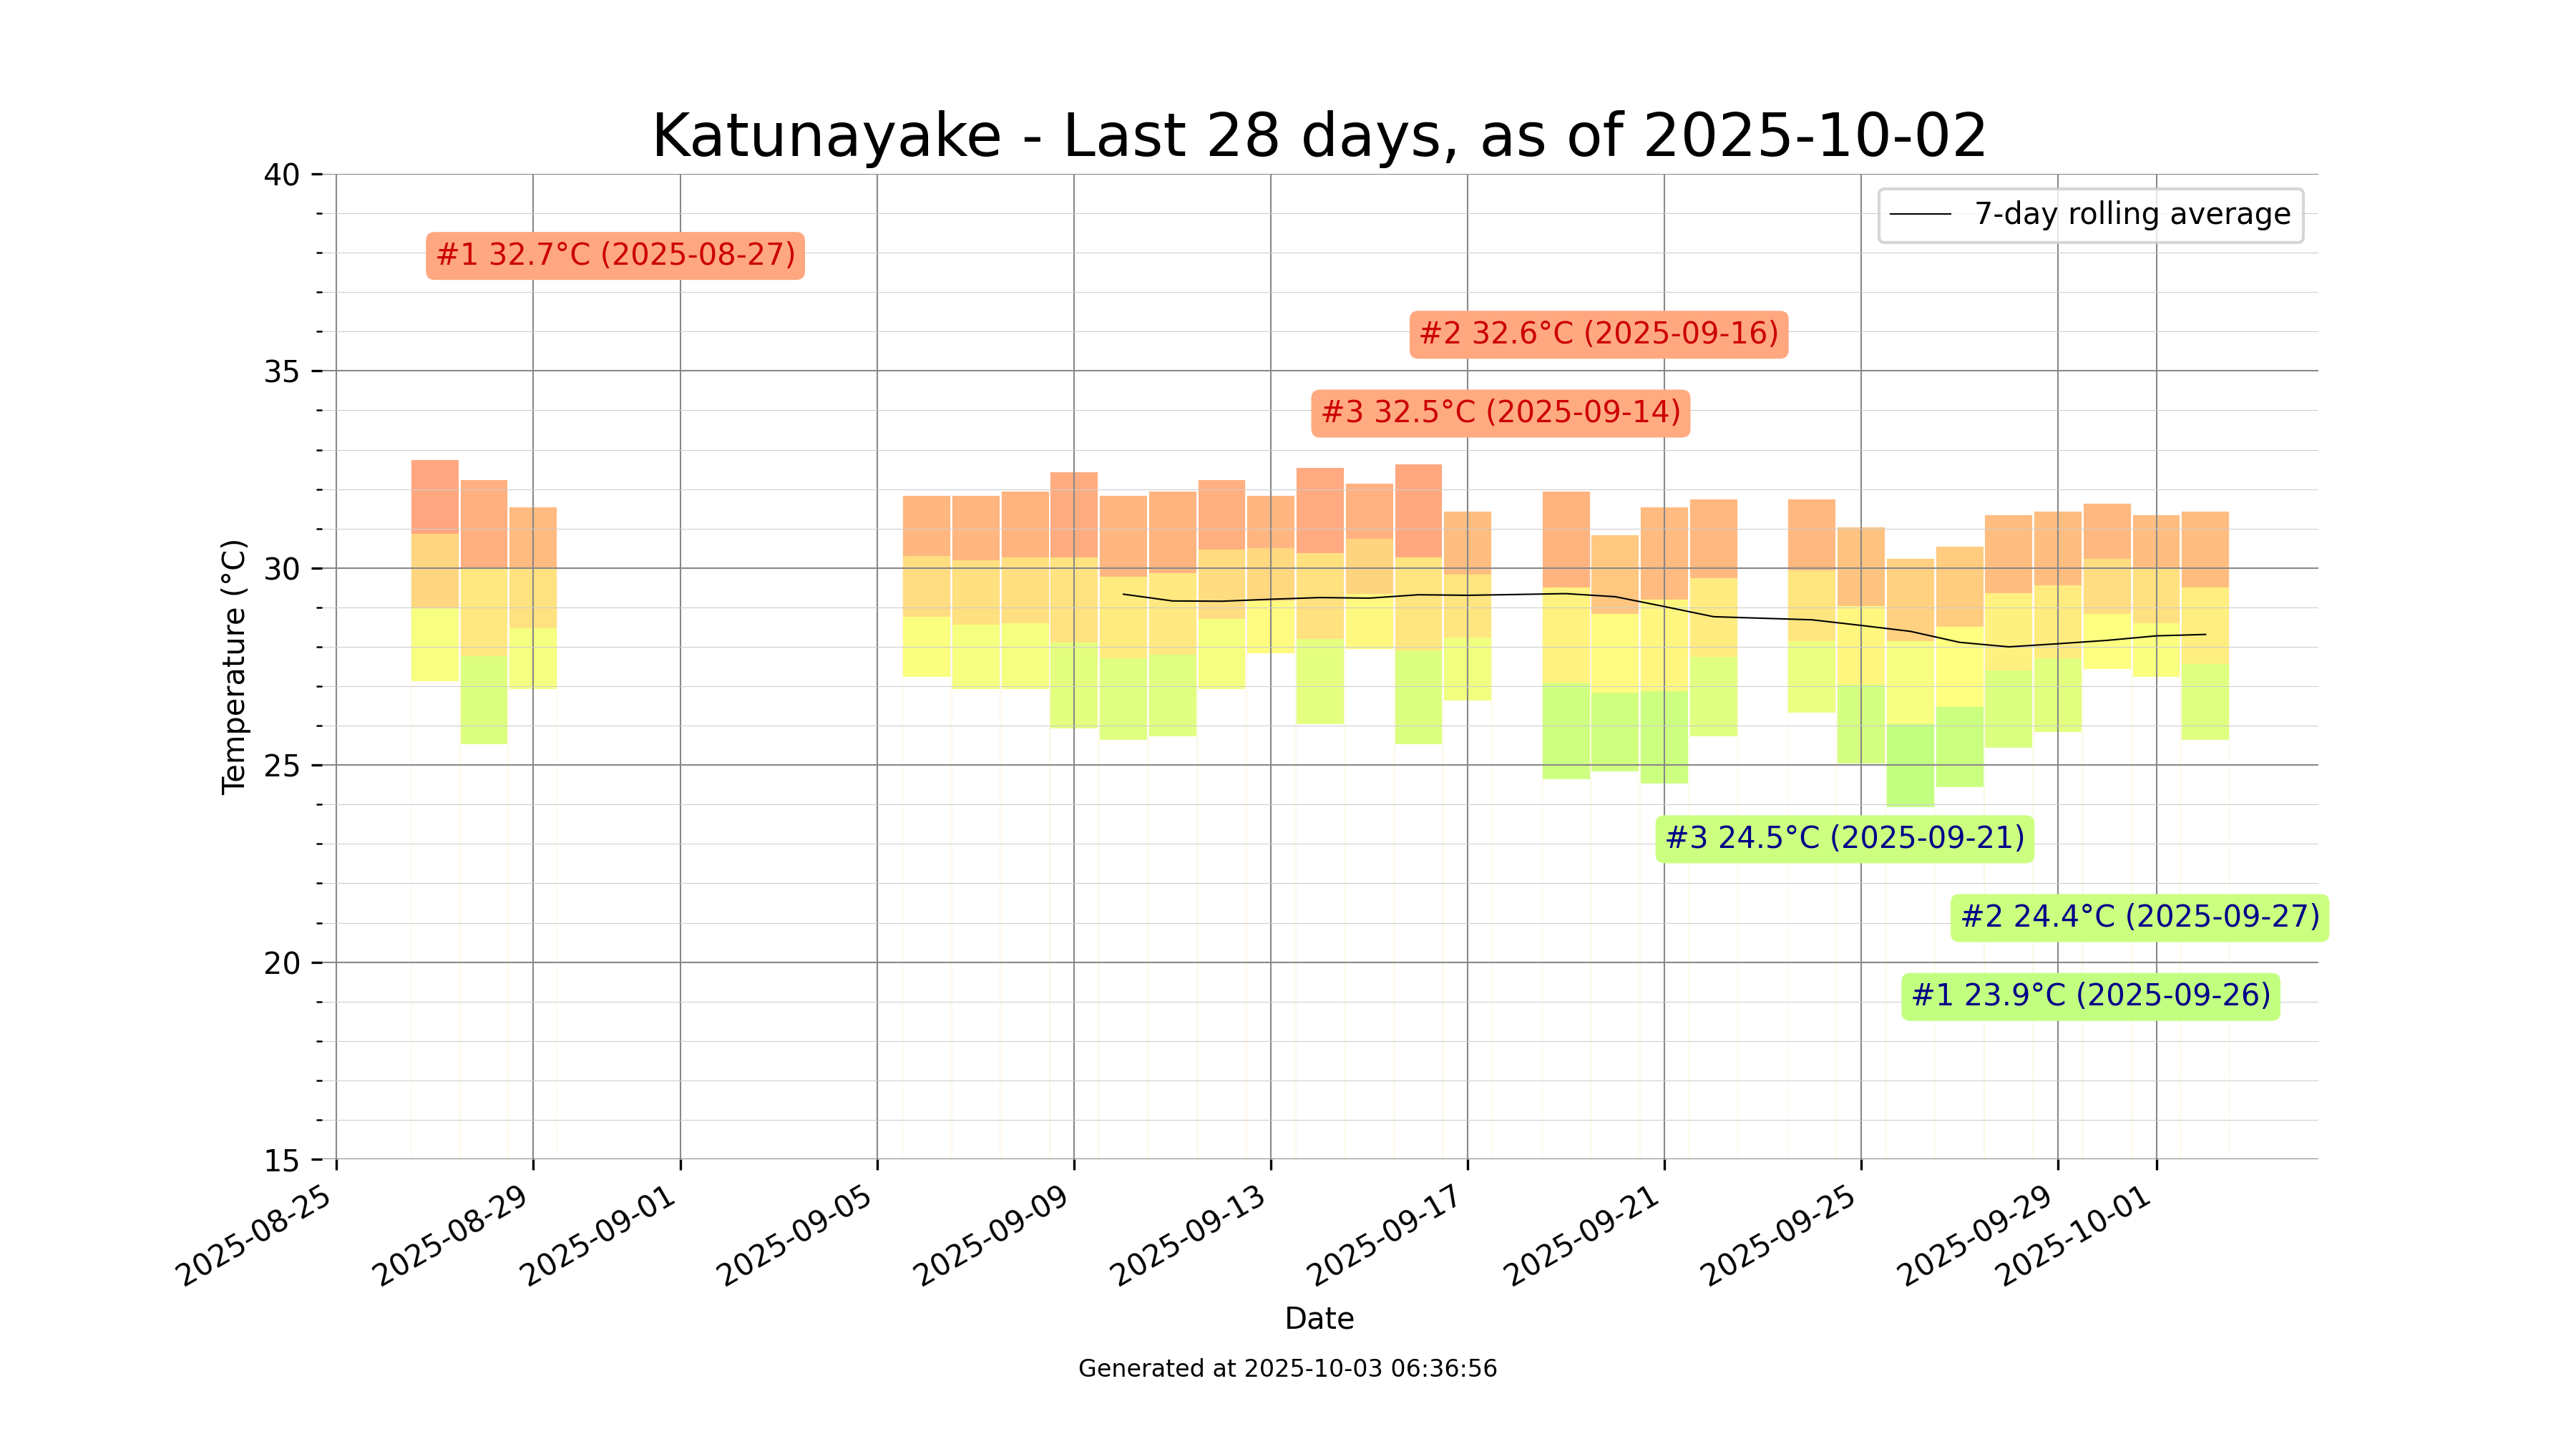 Katunayake - Last 28 days, as of 2025-10-02
40
7-day rolling average
#1 32.7°C (2025-08-27)
#2 32.6°C (2025-09-16)
35
#3 32.5°C (2025-09-14)
30
Temperature (°C)
25
#3 24.5°C (2025-09-21)
#2 24.4°C (2025-09-27)
20
#1 23.9°C (2025-09-26)
15
2025-08-25
2025-08-29
2025-09-01
2025-09-05
2025-09-09
2025-09-13
2025-09-17
2025-09-21
2025-09-25
2025-09-29
2025-10-01
Date
Generated at 2025-10-03 06:36:56